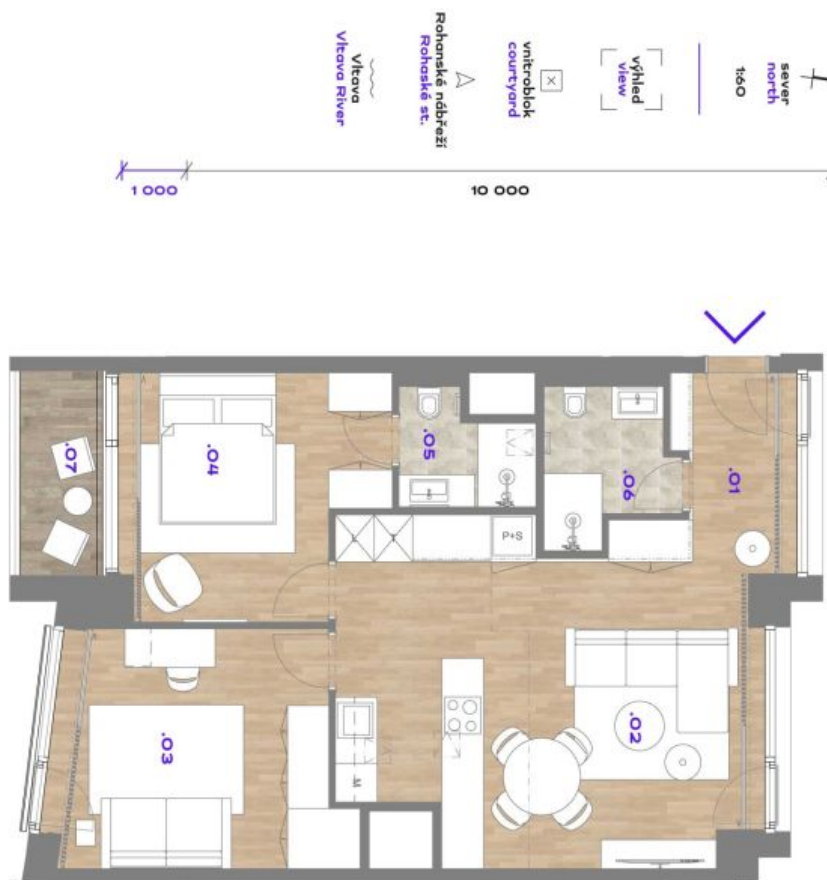 sever
north
1:60
výhled
view
vnitroblok
courtyard
Rohanské nábřeží
Rohaské st.
Vltava
Vltava River
1 000
10 000
.01
.02
.03
.04
.05
.06
.07
P+S
M